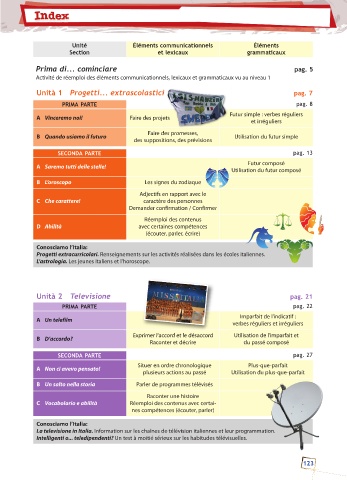 Index
Unité Section
Éléments communicationnels et lexicaux
Éléments grammaticaux
Prima di... cominciare pag. 5
Activité de réemploi des éléments communicationnels, lexicaux et grammaticaux vu au niveau 1
Unità 1 Progetti... extrascolastici pag. 7
PRIMA PARTE pag. 8
A Vinceremo noi! Faire des projets Futur simple : verbes réguliers et irréguliers
B Quando usiamo il futuro Faire des promesses, des suppositions, des prévisions Utilisation du futur simple
SECONDA PARTE pag. 13
A Saremo tutti delle stelle! Futur composé Utilisation du futur composé
B L'oroscopo Les signes du zodiaque
C Che carattere! Adjectifs en rapport avec le caractère des personnes Demander confirmation / Confirmer
D Abilità Réemploi des contenus avec certaines compétences (écouter, parler, écrire)
Conosciamo l'Italia:
Progetti extracurricolari. Renseignements sur les activités réalisées dans les écoles italiennes.
L'astrologia. Les jeunes italiens et l'horoscope.
Unità 2 Televisione pag. 21
PRIMA PARTE pag. 22
A Un telefilm Imparfait de l'indicatif : verbes réguliers et irréguliers
B D'accordo? Exprimer l'accord et le désaccord Raconter et décrire Utilisation de l'imparfait et du passé composé
SECONDA PARTE pag. 27
A Non ci avevo pensato! Situer en ordre chronologique plusieurs actions au passé Plus-que-parfait Utilisation du plus-que-parfait
B Un salto nella storia Parler de programmes télévisés
C Vocabolario e abilità Raconter une histoire Réemploi des contenus avec certaines compétences (écouter, parler)
Conosciamo l'Italia:
La televisione in Italia. Information sur les chaînes de télévision italiennes et leur programmation.
Intelligenti o... teledipendenti? Un test à moitié sérieux sur les habitudes télévisuelles.
123